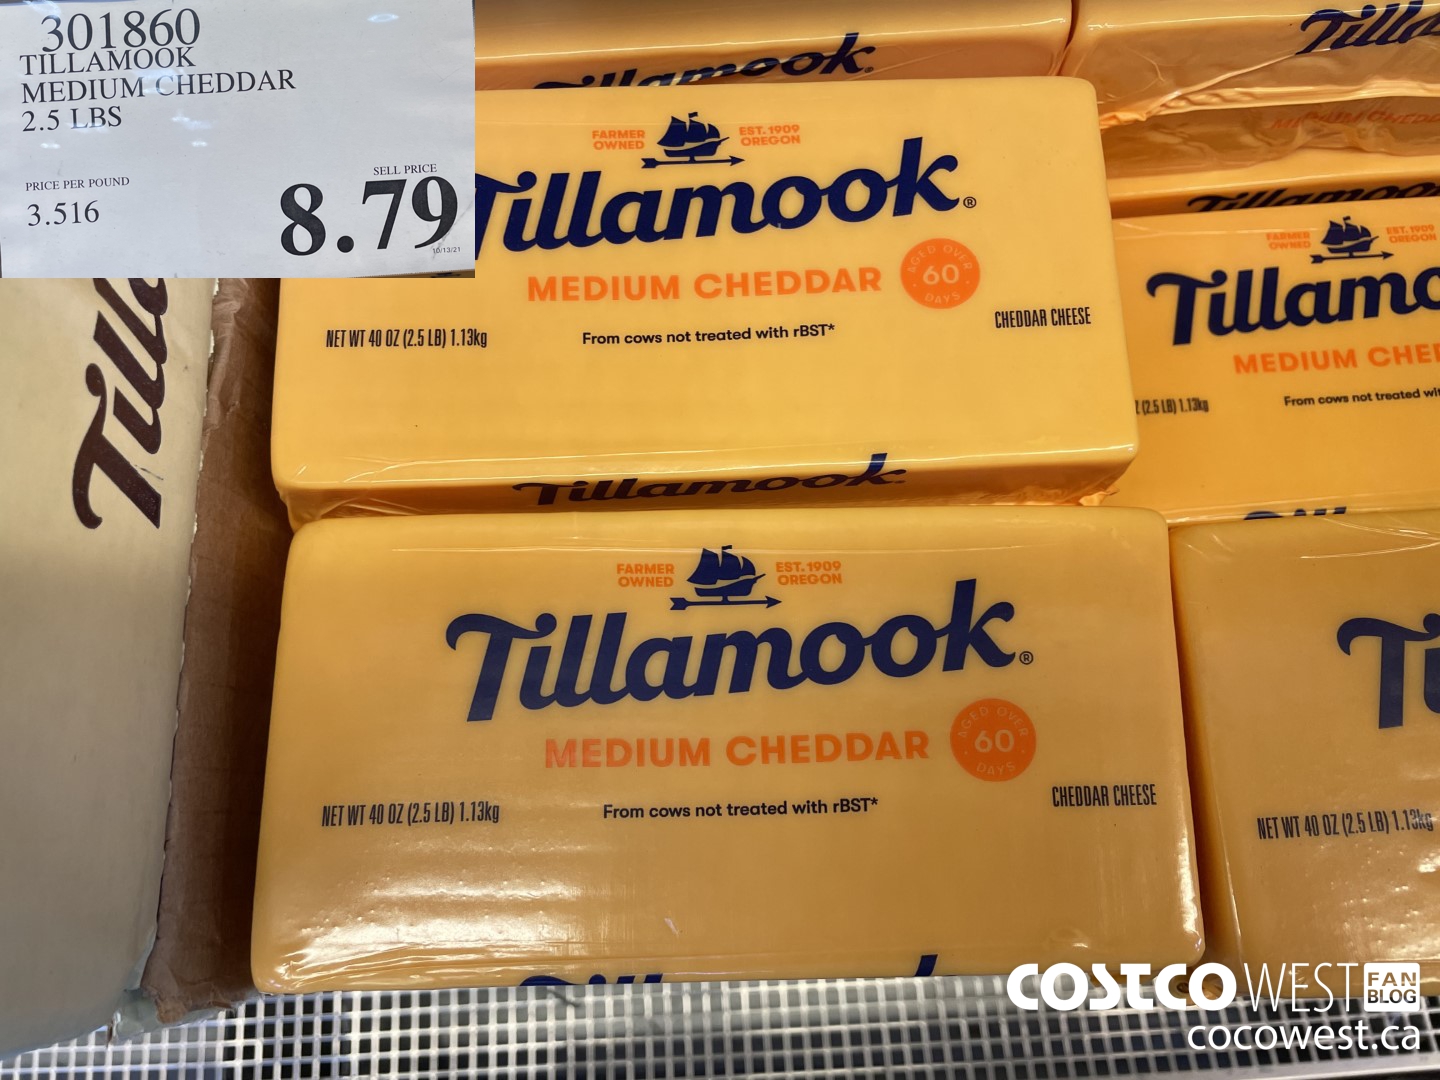 301860
TILLAMOOK
MEDIUM CHEDDAR
2.5 LBS
PRICE PER POUND
3.516
SELL PRICE
8.79
10/13/21
Tillamook
Tillamook
FARMER OWNED
EST. 1909 OREGON
Tillamook®
MEDIUM CHEDDAR
AGED OVER 60 DAYS
NET WT 40 OZ (2.5 LB) 1.13kg
From cows not treated with rBST*
CHEDDAR CHEESE
Tillamook
FARMER OWNED
EST. 1909 OREGON
Tillamook®
MEDIUM CHEDDAR
AGED OVER 60 DAYS
NET WT 40 OZ (2.5 LB) 1.13kg
From cows not treated with rBST*
CHEDDAR CHEESE
MEDIUM CHEDD
Tillamook
FARMER OWNED
EST. 1909 OREGON
Tillamo
MEDIUM CHE
(2.5 LB) 1.13kg
From cows not treated wit
NET WT 40 OZ (2.5 LB) 1.13kg
COSTCO WEST FAN BLOG
cocowest.ca